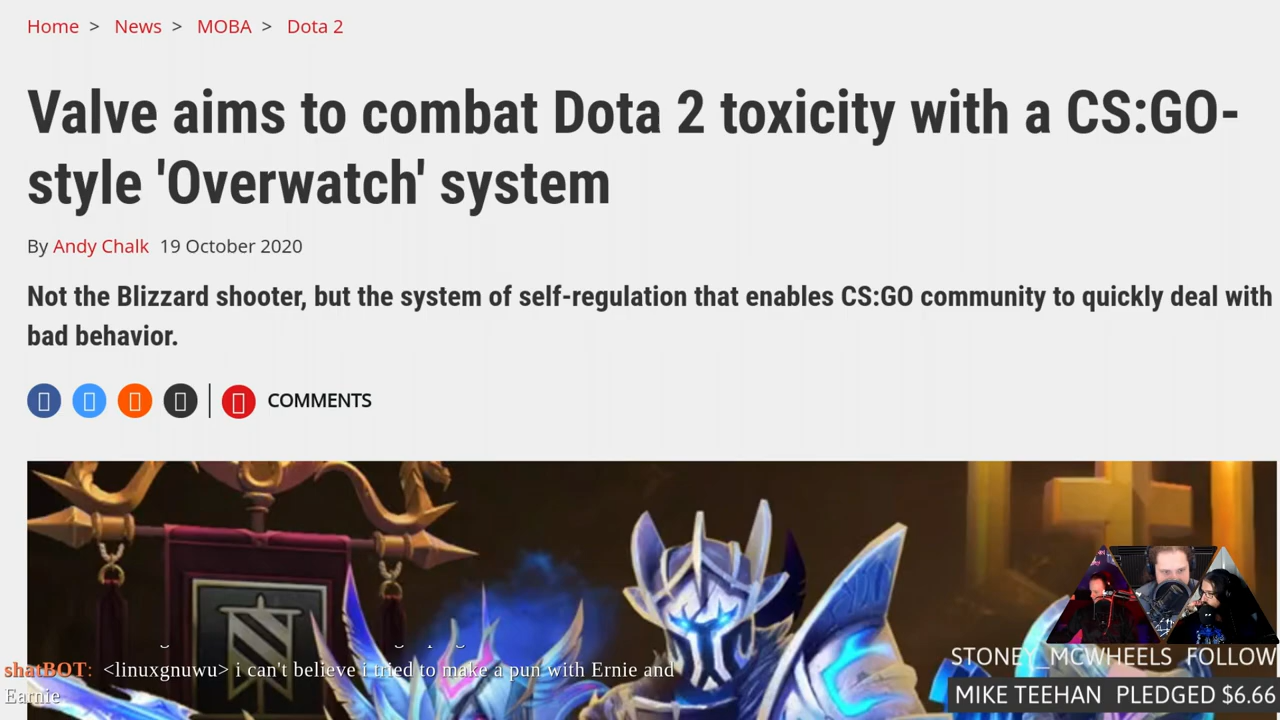 Home > News > MOBA > Dota 2
Valve aims to combat Dota 2 toxicity with a CS:GO-
style 'Overwatch' system
By Andy Chalk 19 October 2020
Not the Blizzard shooter, but the system of self-regulation that enables CS:GO community to quickly deal with
bad behavior.
COMMENTS
shatBOT: <linuxgnuwu> i can't believe i tried to make a pun with Ernie and
Earnie
STONEY_MCWHEELS FOLLOW
MIKE TEEHAN PLEDGED $6.66